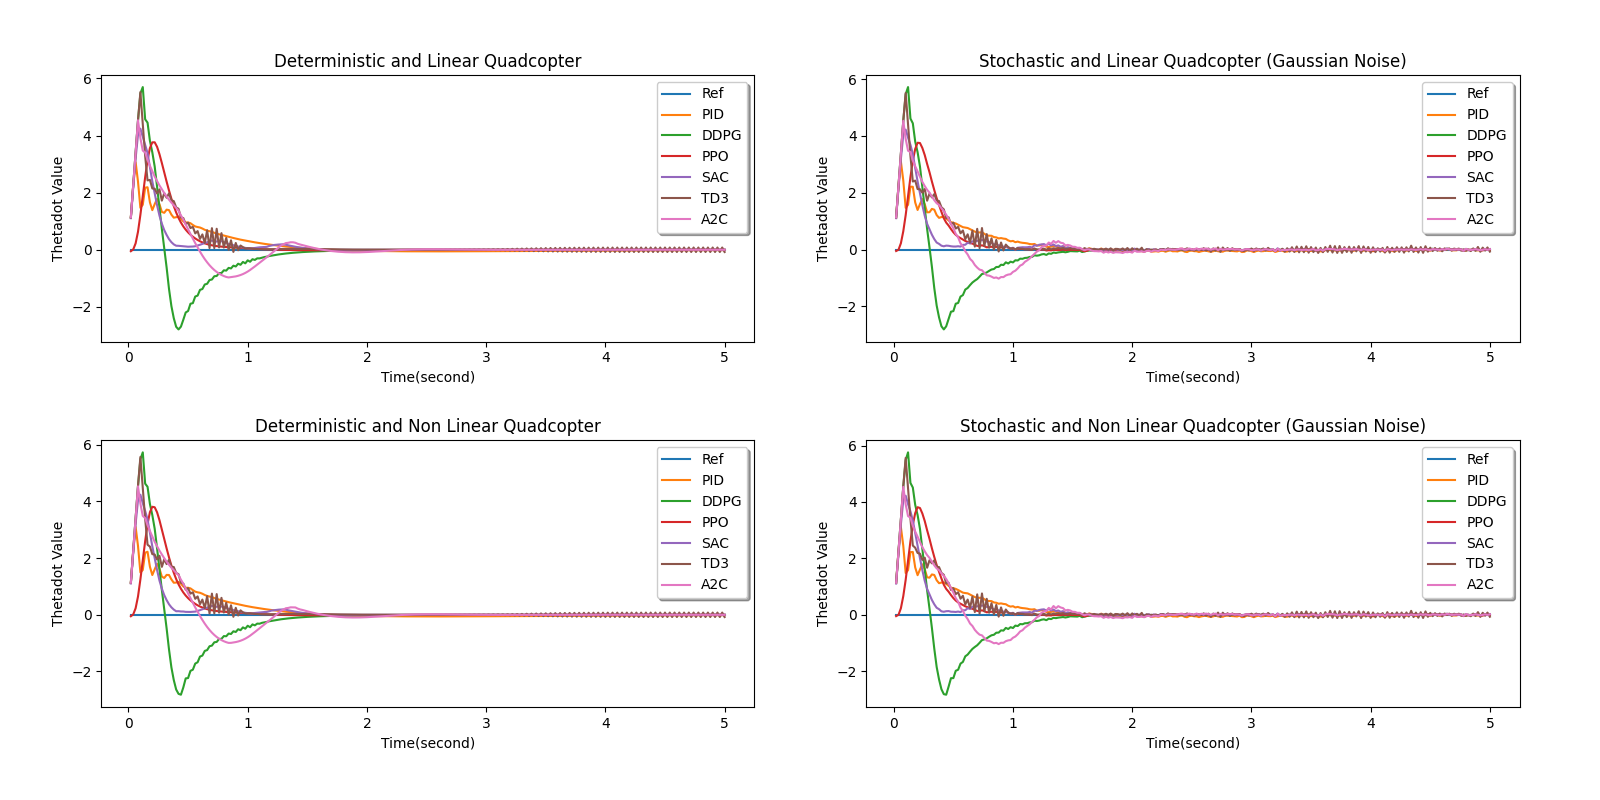 Deterministic and Linear Quadcopter
Thetadot Value
6
4
2
0
−2
0 1 2 3 4 5
Time(second)
Ref
PID
DDPG
PPO
SAC
TD3
A2C
Stochastic and Linear Quadcopter (Gaussian Noise)
Thetadot Value
6
4
2
0
−2
0 1 2 3 4 5
Time(second)
Ref
PID
DDPG
PPO
SAC
TD3
A2C
Deterministic and Non Linear Quadcopter
Thetadot Value
6
4
2
0
−2
0 1 2 3 4 5
Time(second)
Ref
PID
DDPG
PPO
SAC
TD3
A2C
Stochastic and Non Linear Quadcopter (Gaussian Noise)
Thetadot Value
6
4
2
0
−2
0 1 2 3 4 5
Time(second)
Ref
PID
DDPG
PPO
SAC
TD3
A2C